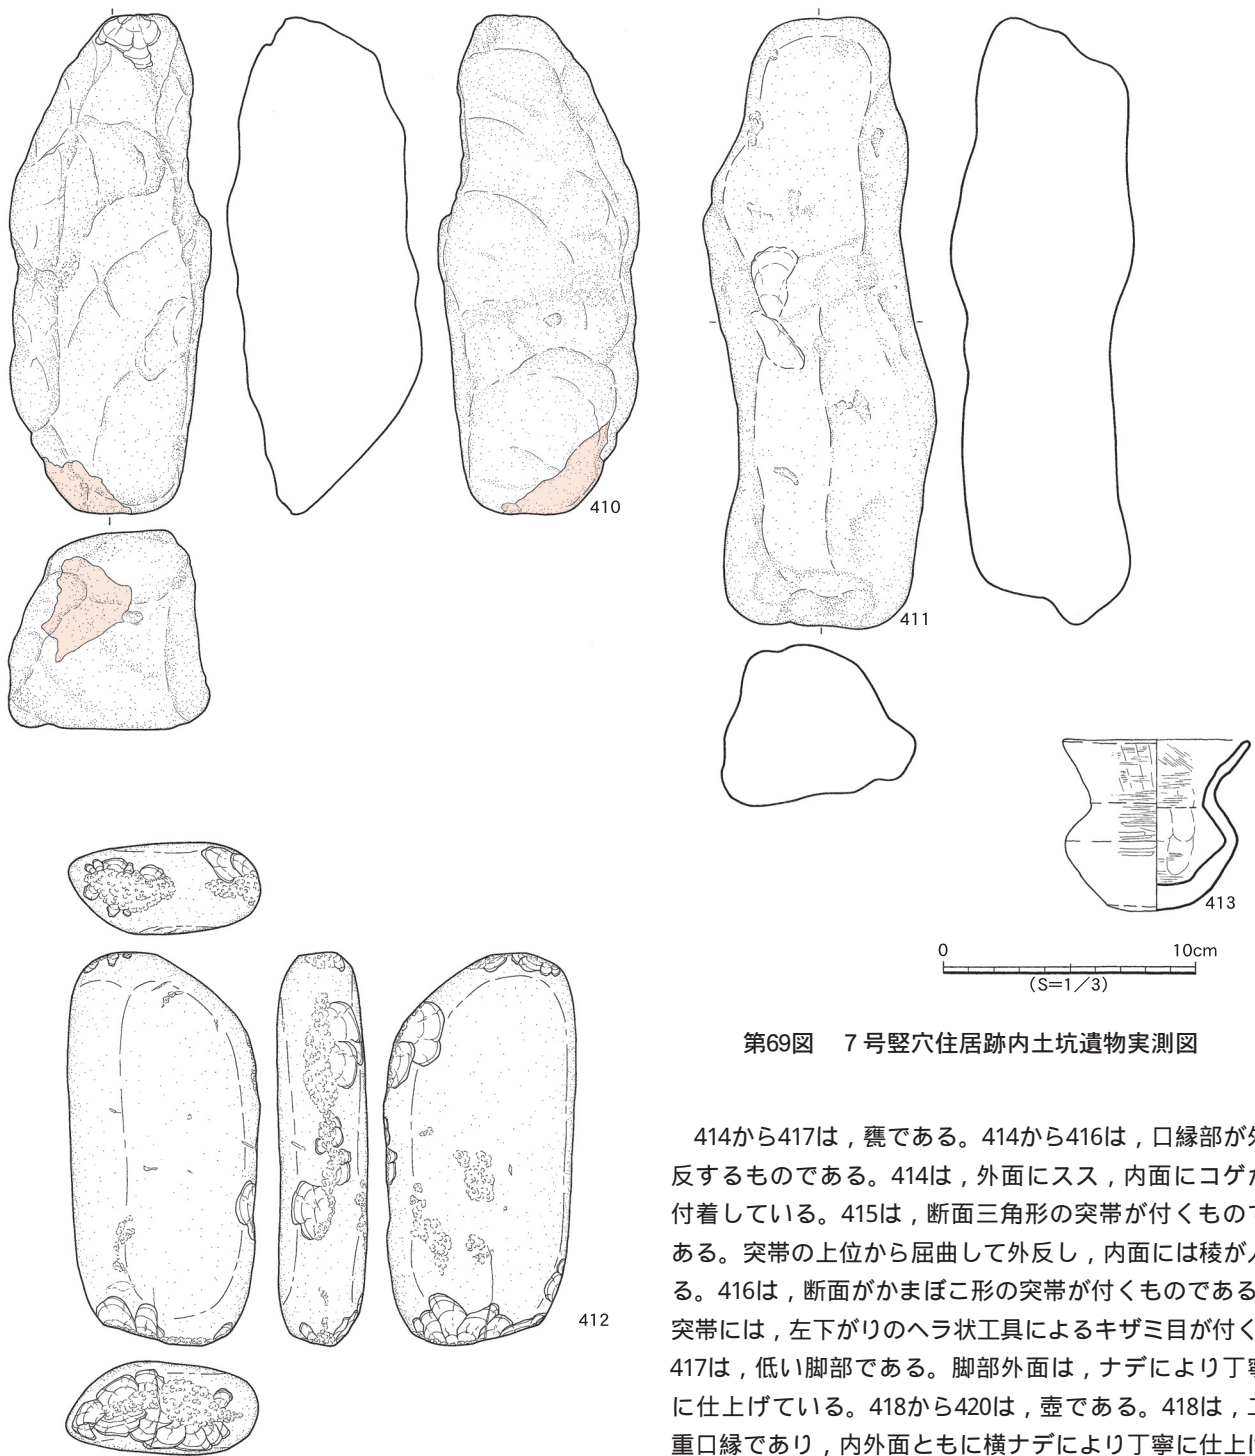 410
411
413
0 10cm
(S=1／3)
412
第69図　７号竪穴住居跡内土坑遺物実測図
414から417は，甕である。414から416は，口縁部が
反するものである。414は，外面にスス，内面にコゲ
付着している。415は，断面三角形の突帯が付くもの
ある。突帯の上位から屈曲して外反し，内面には稜が
る。416は，断面がかまぼこ形の突帯が付くものである
突帯には，左下がりのヘラ状工具によるキザミ目が付く
417は，低い脚部である。脚部外面は，ナデにより丁
に仕上げている。418から420は，壺である。418は，
重口縁であり，内外面ともに横ナデにより丁寧に仕上